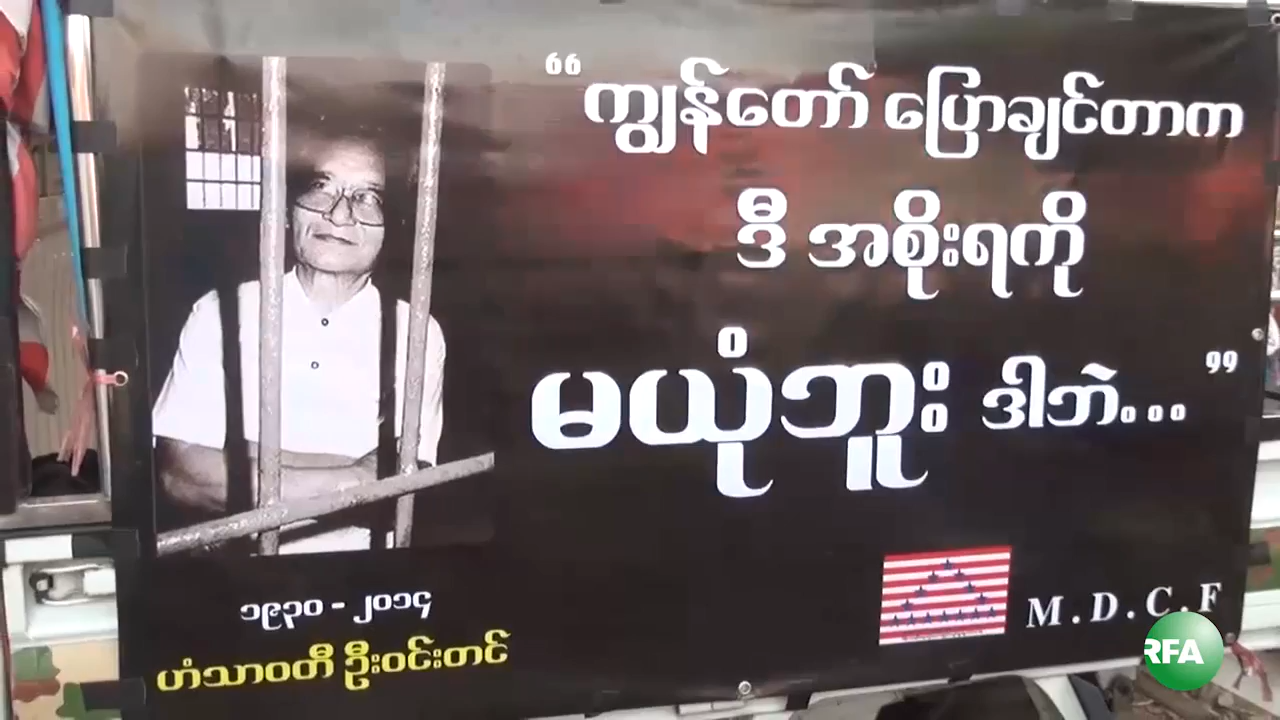 “ကျွန်တော် ပြောချင်တာက
ဒီ အစိုးရကို
မယုံဘူး ဒါဘဲ...”
၁၉၃၀ - ၂၀၁၄
ဟံသာဝတီ ဦးဝင်းတင်
M.D.C.F
RFA